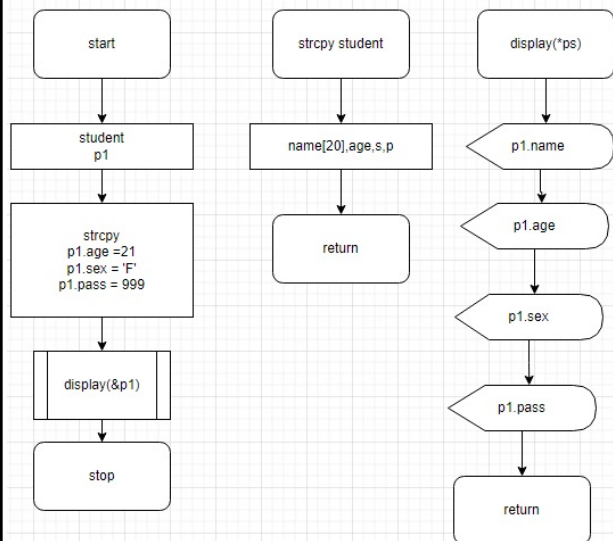 start
student
p1
strcpy
p1.age =21
p1.sex = 'F'
p1.pass = 999
display(&p1)
stop
strcpy student
name[20],age,s,p
return
display(*ps)
p1.name
p1.age
p1.sex
p1.pass
return